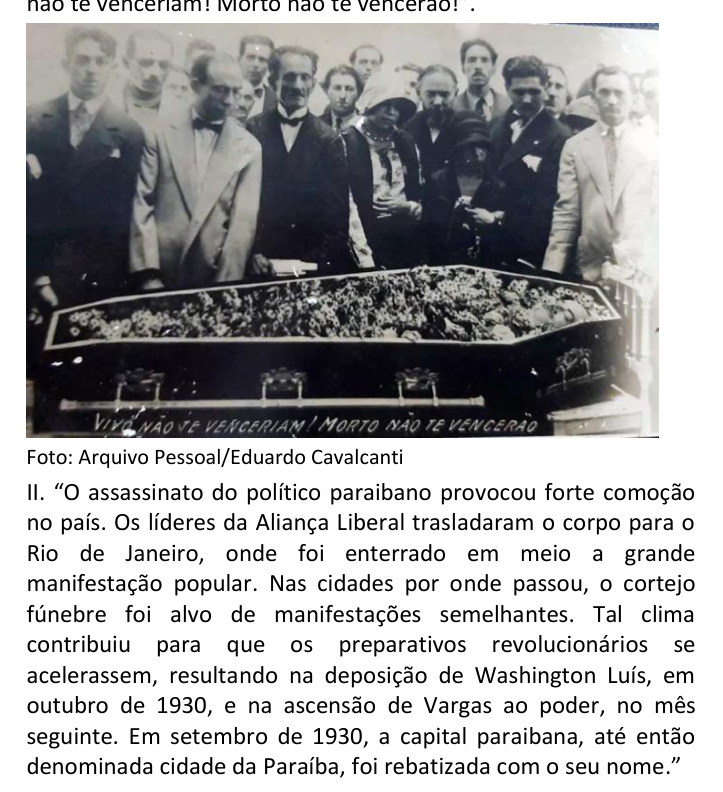 não te venceriam! Morto não te vencerão!”.
VIVO NÃO TE VENCERIAM! MORTO NÃO TE VENCERÃO
Foto: Arquivo Pessoal/Eduardo Cavalcanti
II. “O assassinato do político paraibano provocou forte comoção
no país. Os líderes da Aliança Liberal trasladaram o corpo para o
Rio de Janeiro, onde foi enterrado em meio a grande
manifestação popular. Nas cidades por onde passou, o cortejo
fúnebre foi alvo de manifestações semelhantes. Tal clima
contribuiu para que os preparativos revolucionários se
acelerassem, resultando na deposição de Washington Luís, em
outubro de 1930, e na ascensão de Vargas ao poder, no mês
seguinte. Em setembro de 1930, a capital paraibana, até então
denominada cidade da Paraíba, foi rebatizada com o seu nome.”